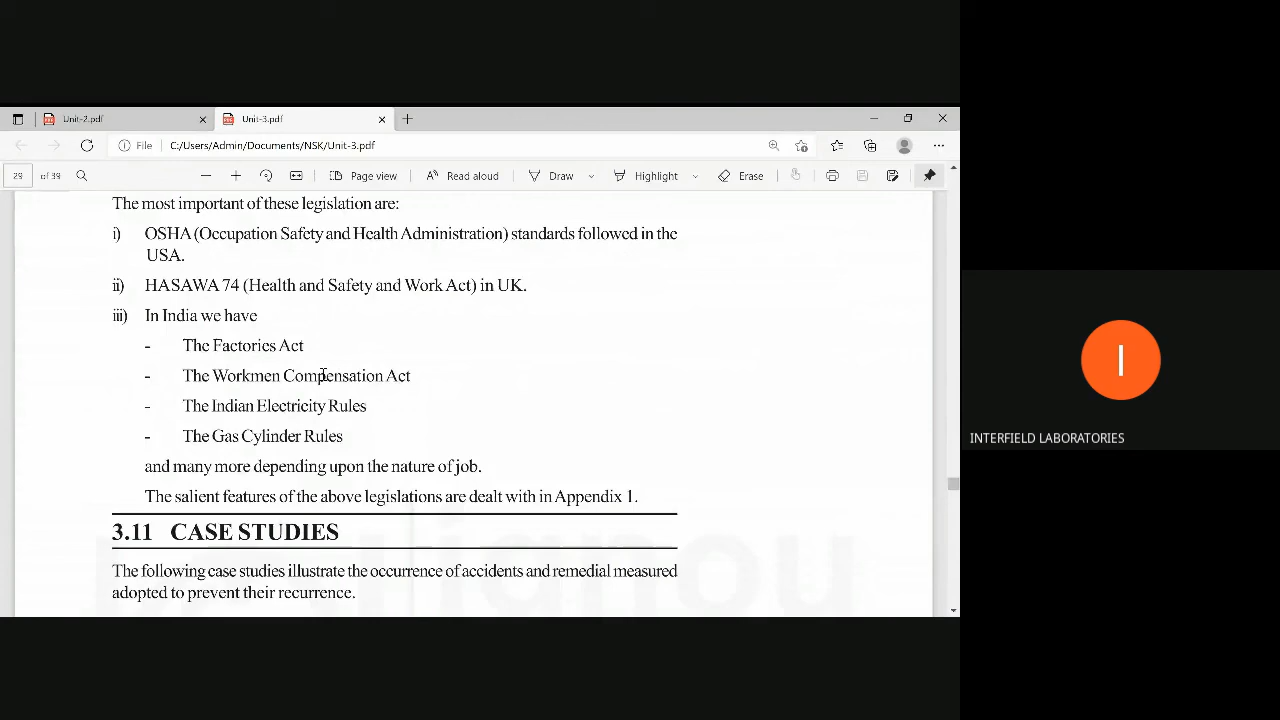 Unit-2.pdf
Unit-3.pdf
File C:/Users/Admin/Documents/NSK/Unit-3.pdf
29 of 39 Page view Read aloud Draw Highlight Erase
The most important of these legislation are:
i) OSHA (Occupation Safety and Health Administration) standards followed in the
USA.
ii) HASAWA 74 (Health and Safety and Work Act) in UK.
iii) In India we have
- The Factories Act
- The Workmen Compensation Act
- The Indian Electricity Rules
- The Gas Cylinder Rules
and many more depending upon the nature of job.
The salient features of the above legislations are dealt with in Appendix 1.
3.11 CASE STUDIES
The following case studies illustrate the occurrence of accidents and remedial measured
adopted to prevent their recurrence.
I
INTERFIELD LABORATORIES